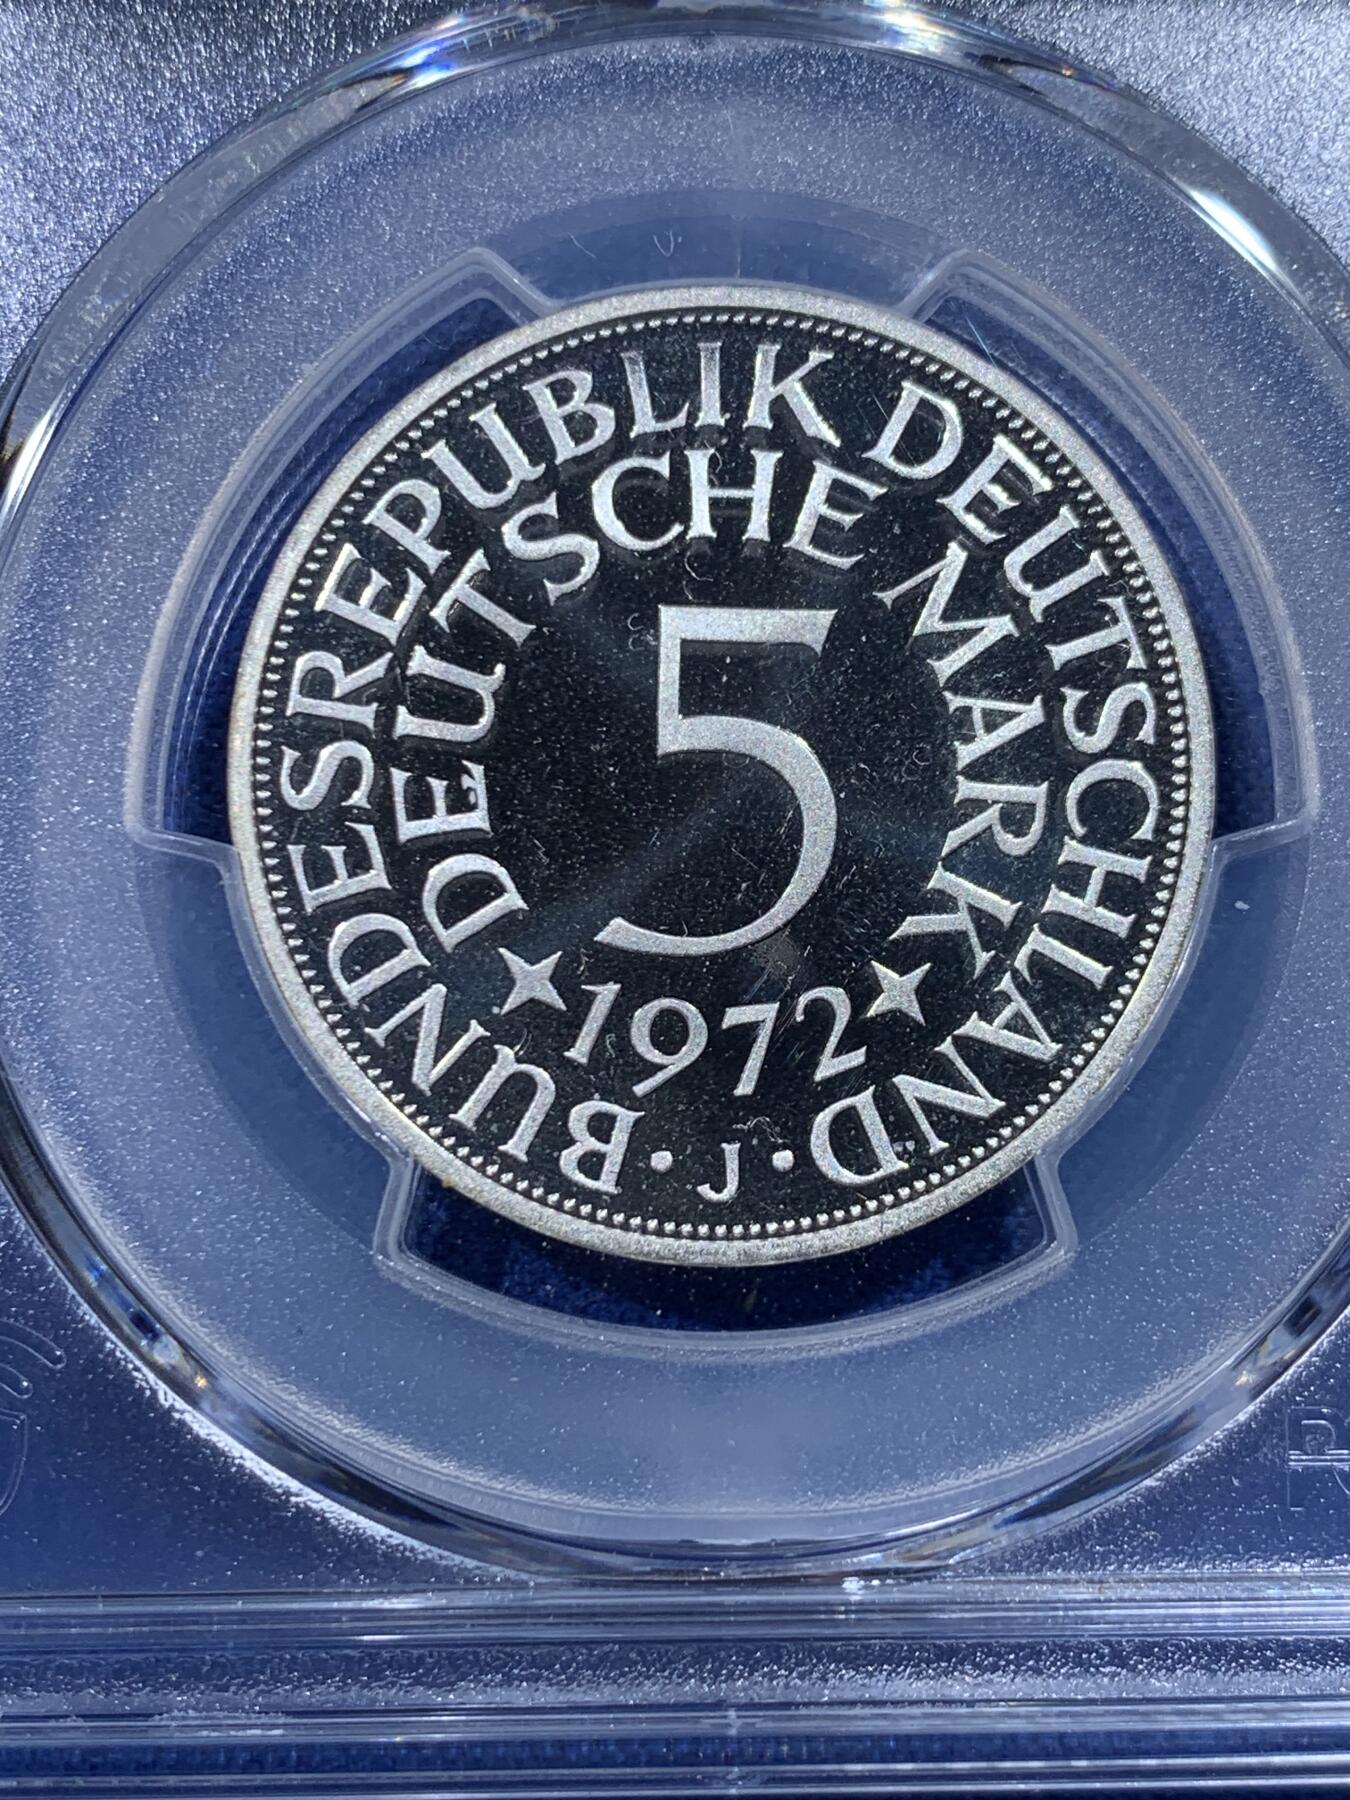 BUNDESREPUBLIK DEUTSCHLAND
DEUTSCHE MARK
5
1972
· J ·